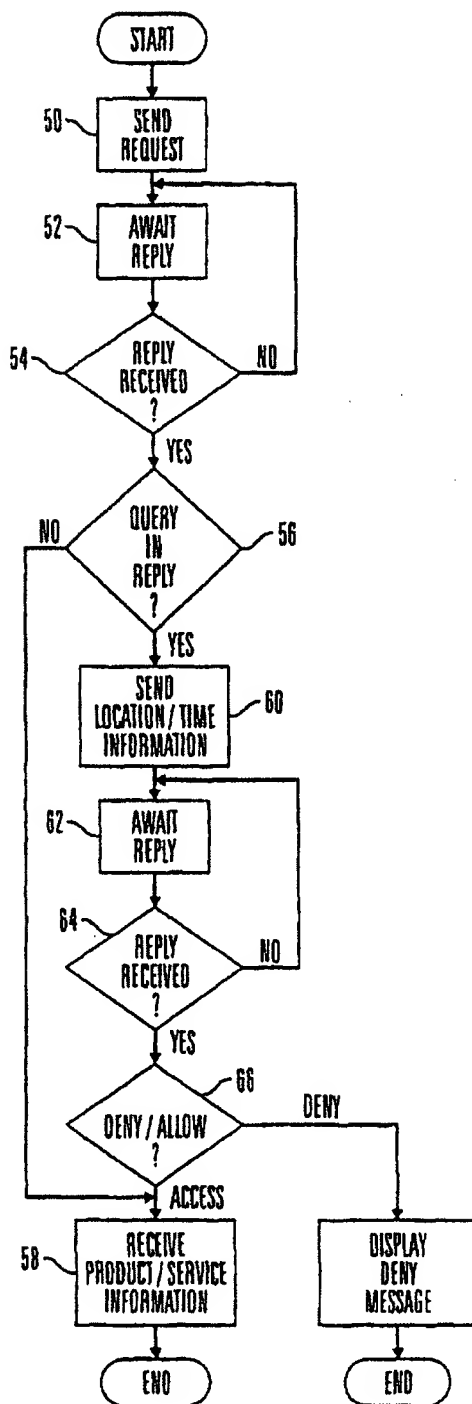 START
50
SEND
REQUEST
52
AWAIT
REPLY
54
REPLY
RECEIVED
?
NO
YES
NO
QUERY
IN
REPLY
?
56
YES
SEND
LOCATION / TIME
INFORMATION
60
62
AWAIT
REPLY
64
REPLY
RECEIVED
?
NO
YES
66
DENY / ALLOW
?
DENY
ACCESS
58
RECEIVE
PRODUCT / SERVICE
INFORMATION
DISPLAY
DENY
MESSAGE
END
END